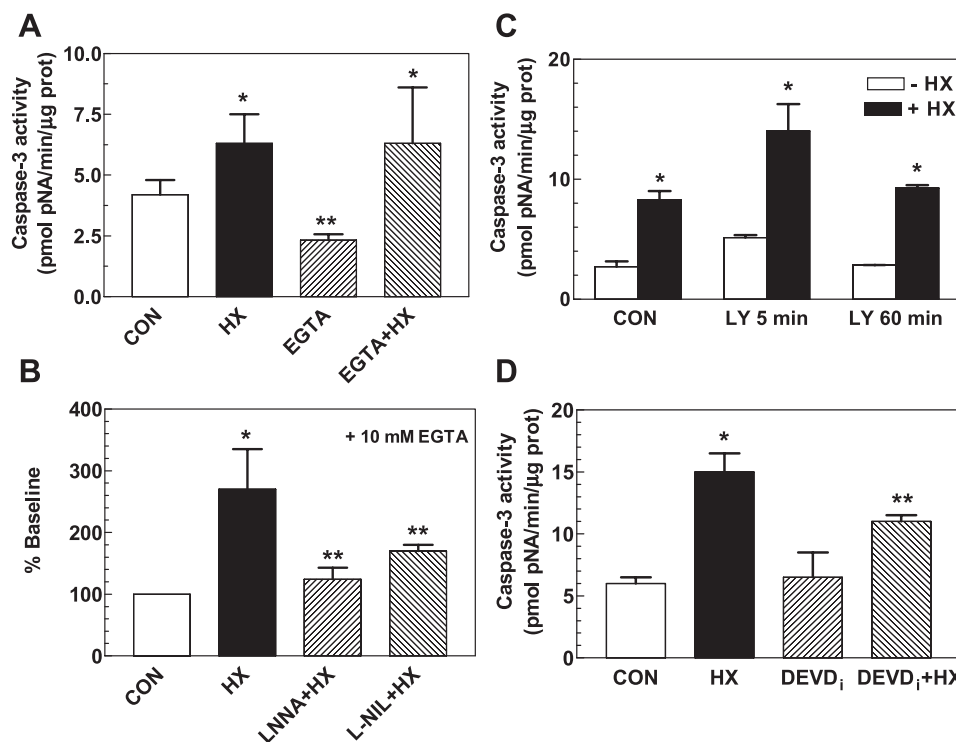 A
Caspase-3 activity
(pmol pNA/min/µg prot)
10.0
7.5
5.0
2.5
0.0
*
**
*
CON
HX
EGTA
EGTA+HX
C
Caspase-3 activity
(pmol pNA/min/µg prot)
20
10
0
- HX
+ HX
*
*
*
CON
LY 5 min
LY 60 min
B
% Baseline
400
300
200
100
0
+ 10 mM EGTA
*
**
**
CON
HX
LNNA+HX
L-NIL+HX
D
Caspase-3 activity
(pmol pNA/min/µg prot)
20
15
10
5
0
*
**
CON
HX
DEVDi
DEVDi+HX